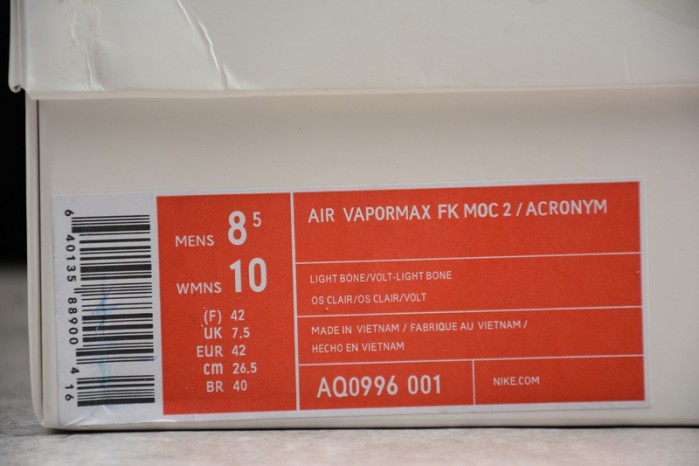 6 40135 88900 4 16
MENS 8 5
WMNS 10
(F) 42
UK 7.5
EUR 42
cm 26.5
BR 40
AIR VAPORMAX FK MOC 2 / ACRONYM
LIGHT BONE/VOLT-LIGHT BONE
OS CLAIR/OS CLAIR/VOLT
MADE IN VIETNAM / FABRIQUE AU VIETNAM /
HECHO EN VIETNAM
AQ0996 001
NIKE.COM